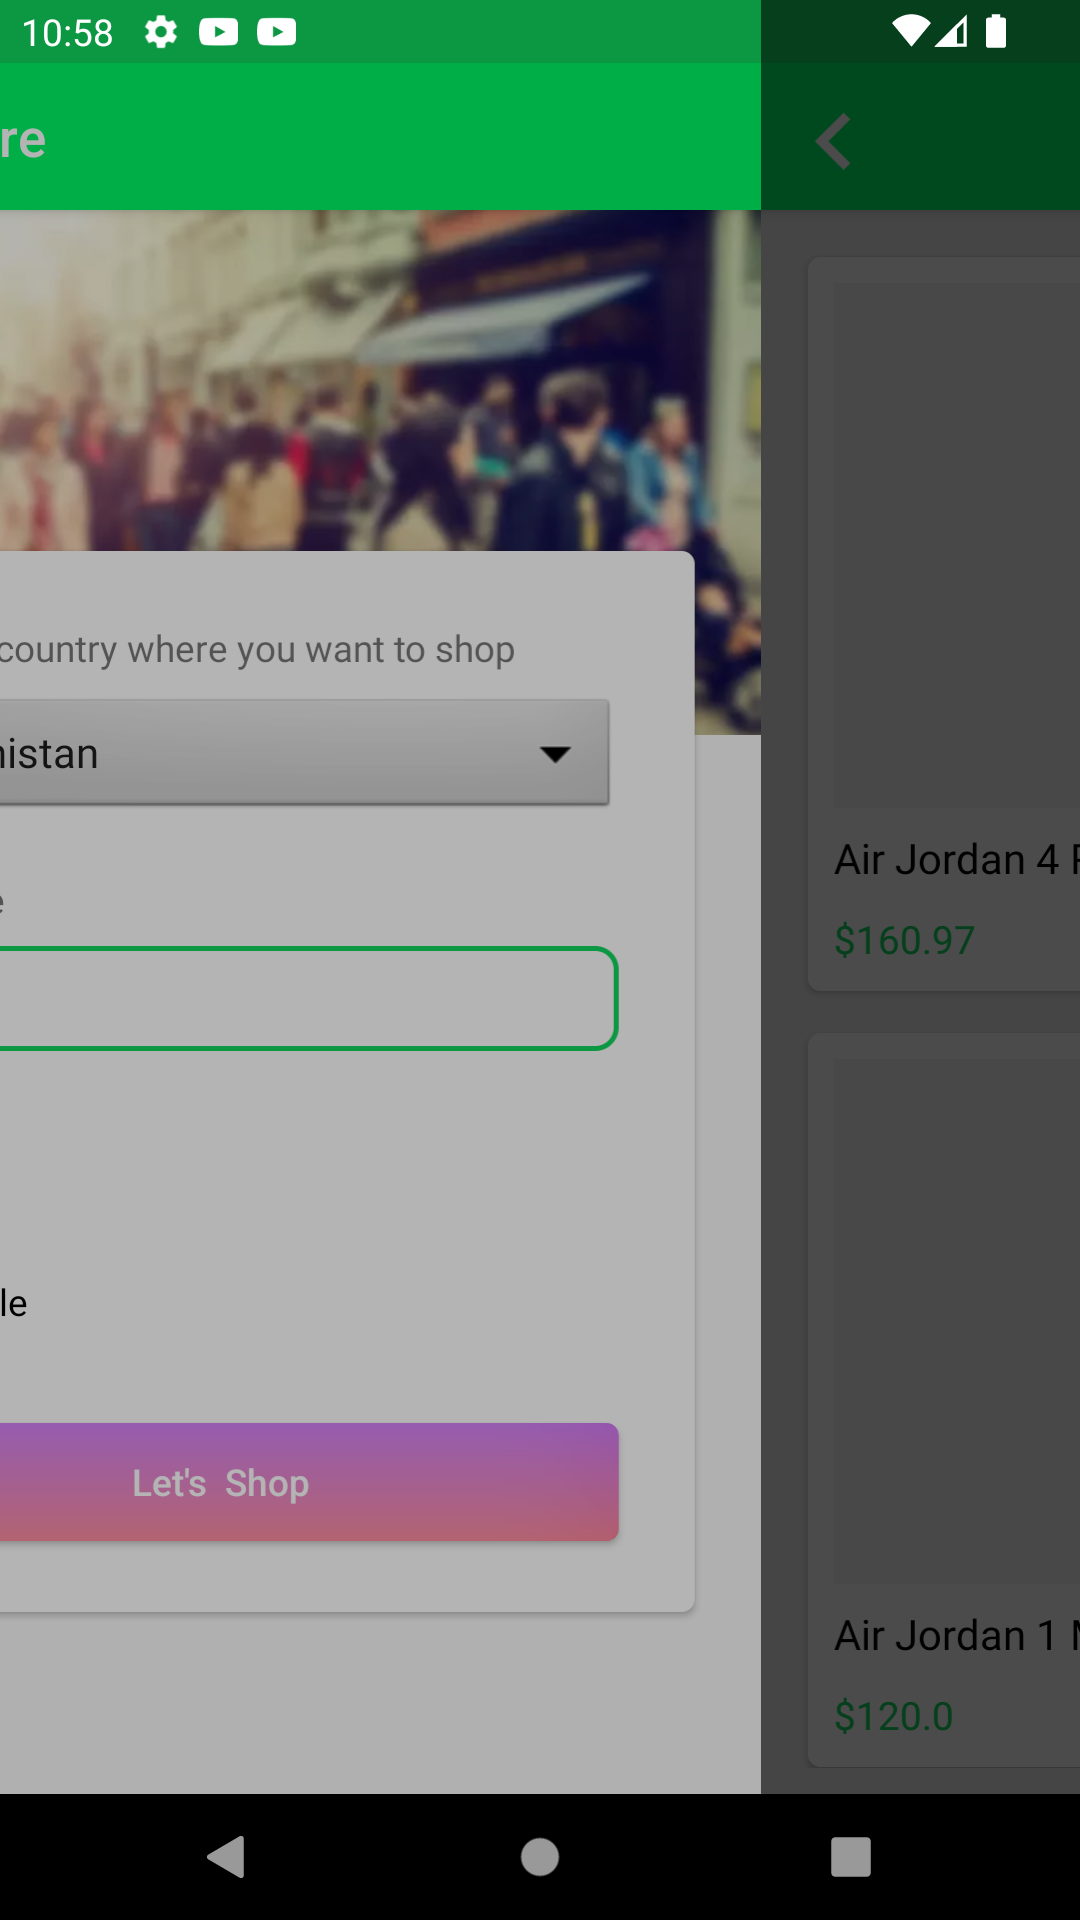 10:58
re
country where you want to shop
nistan
e
le
Let's Shop
Air Jordan 4
$160.97
Air Jordan 1
$120.0